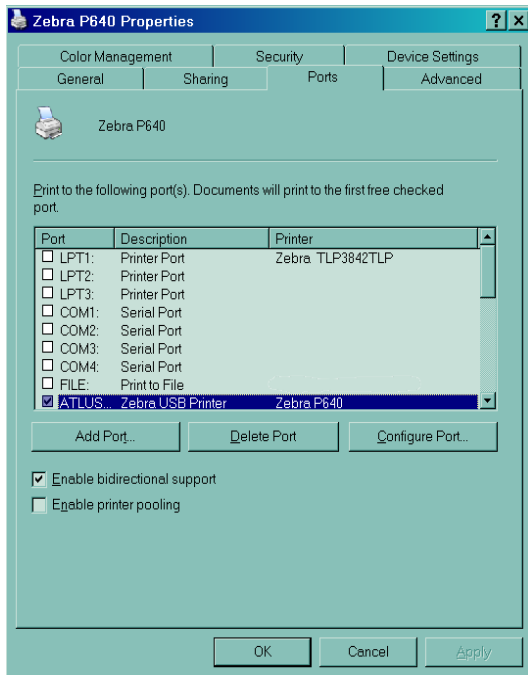 Zebra P640 Properties
Color Management Security Device Settings
General Sharing Ports Advanced
Zebra P640
Print to the following port(s). Documents will print to the first free checked
port.
Port Description Printer
LPT1: Printer Port Zebra TLP3842TLP
LPT2: Printer Port
LPT3: Printer Port
COM1: Serial Port
COM2: Serial Port
COM3: Serial Port
COM4: Serial Port
FILE: Print to File
ATLUS... Zebra USB Printer Zebra P640
Add Port... Delete Port Configure Port...
Enable bidirectional support
Enable printer pooling
OK Cancel Apply